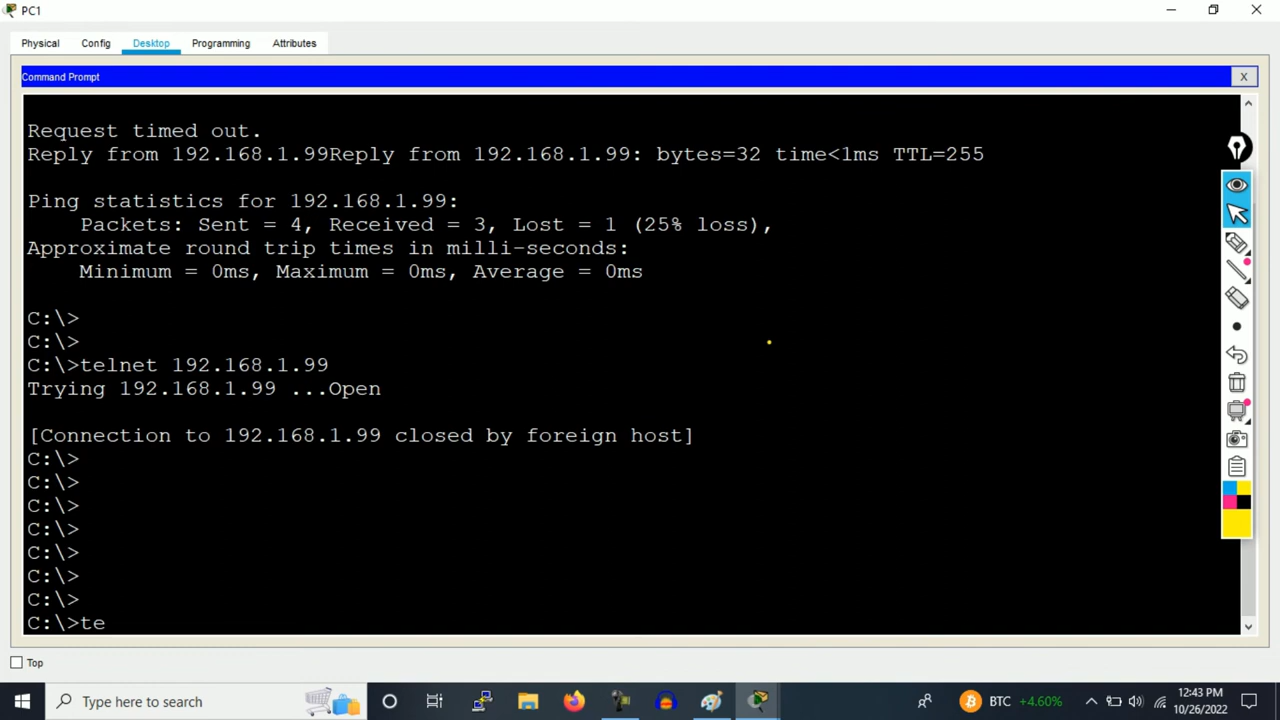 PC1
Physical Config Desktop Programming Attributes
Command Prompt X
Request timed out.
Reply from 192.168.1.99Reply from 192.168.1.99: bytes=32 time<1ms TTL=255
Ping statistics for 192.168.1.99:
Packets: Sent = 4, Received = 3, Lost = 1 (25% loss),
Approximate round trip times in milli-seconds:
Minimum = 0ms, Maximum = 0ms, Average = 0ms
C:\>
C:\>
C:\>telnet 192.168.1.99
Trying 192.168.1.99 ...Open
[Connection to 192.168.1.99 closed by foreign host]
C:\>
C:\>
C:\>
C:\>
C:\>
C:\>
C:\>
C:\>te
Top
Type here to search
BTC +4.60%
12:43 PM
10/26/2022